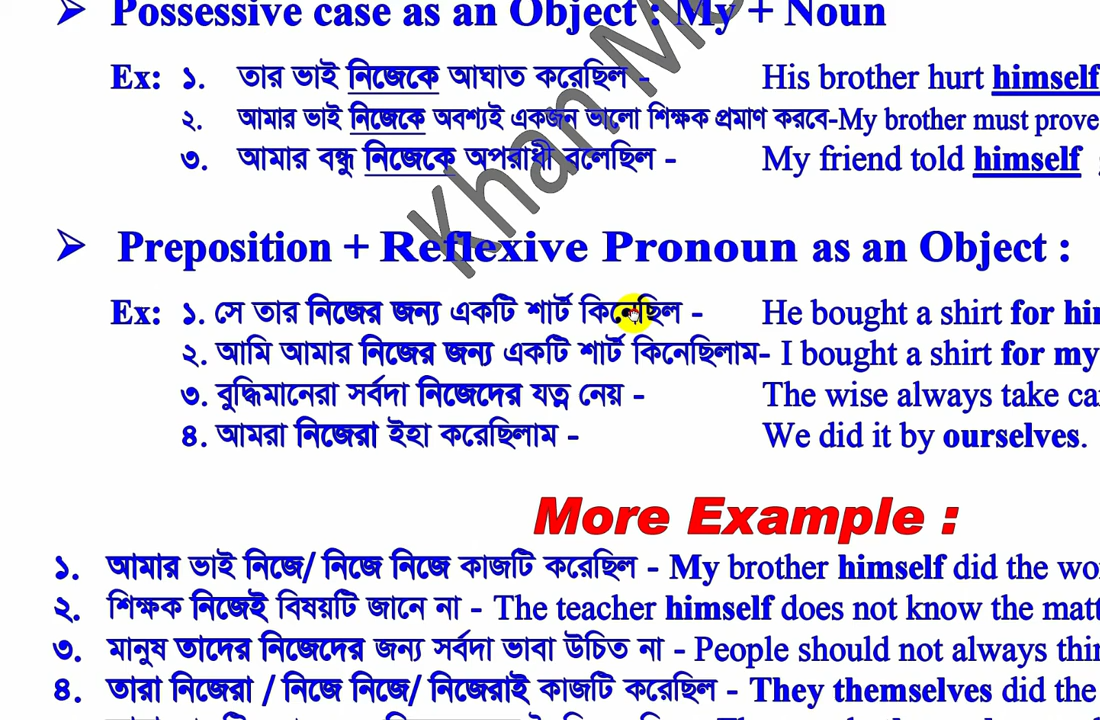 Possessive case as an Object : My + Noun
Ex: ১. তার ভাই নিজেকে আঘাত করেছিল - His brother hurt himself
২. আমার ভাই নিজেকে অবশ্যই একজন ভালো শিক্ষক প্রমাণ করবে-My brother must prove
৩. আমার বন্ধু নিজেকে অপরাধী বলেছিল - My friend told himself
Khan
➢ Preposition + Reflexive Pronoun as an Object :
Ex: ১. সে তার নিজের জন্য একটি শার্ট কিনেছিল - He bought a shirt for
২. আমি আমার নিজের জন্য একটি শার্ট কিনেছিলাম- I bought a shirt for my
৩. বুদ্ধিমানেরা সর্বদা নিজেদের যত্ন নেয় - The wise always take
৪. আমরা নিজেরা ইহা করেছিলাম - We did it by ourselves.
More Example :
১. আমার ভাই নিজে/ নিজে নিজে কাজটি করেছিল - My brother himself did the
২. শিক্ষক নিজেই বিষয়টি জানে না - The teacher himself does not know the
৩. মানুষ তাদের নিজেদের জন্য সর্বদা ভাবা উচিত না - People should not always
৪. তারা নিজেরা / নিজে নিজে/ নিজেরাই কাজটি করেছিল - They themselves did the